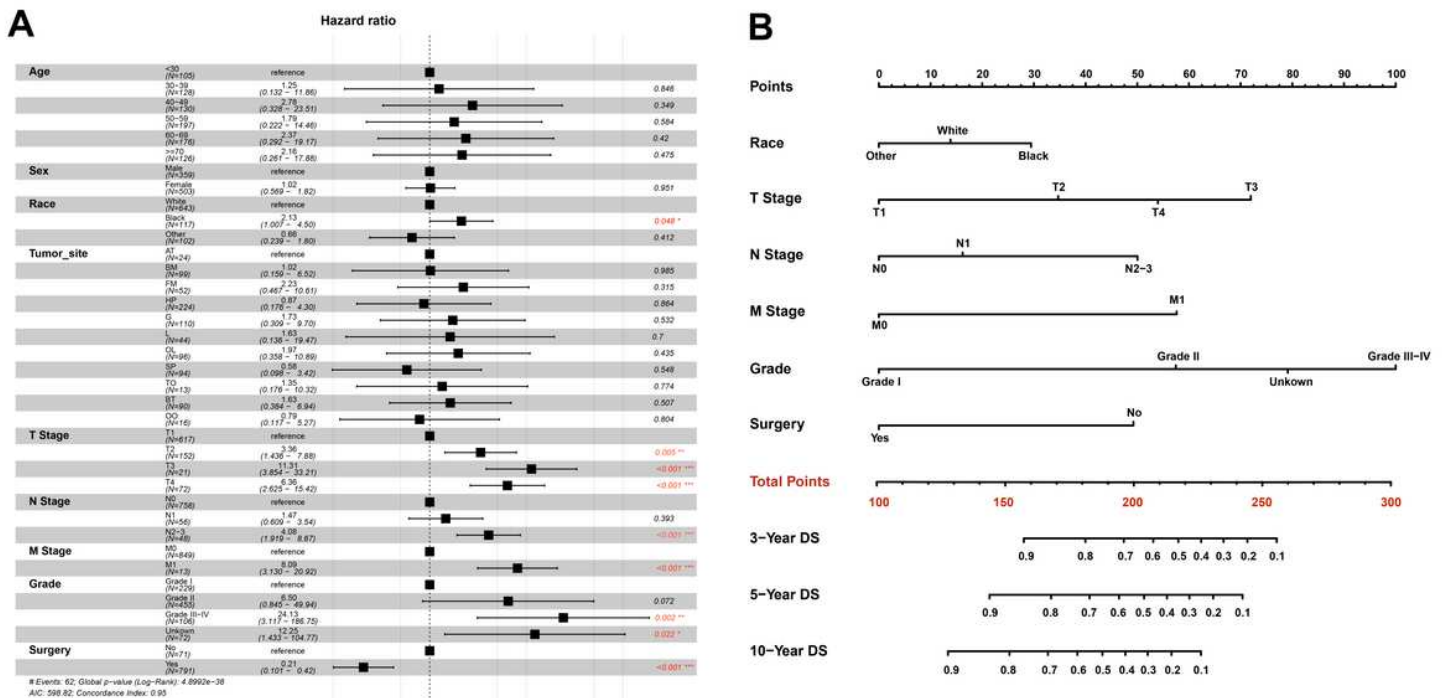 A
Hazard ratio
Age <30 (N=105) reference
30−39 (N=128) 1.25 (0.132 − 11.86) 0.846
40−49 (N=130) 2.78 (0.328 − 23.51) 0.349
50−59 (N=197) 1.79 (0.222 − 14.46) 0.584
60−69 (N=176) 2.37 (0.292 − 19.17) 0.42
>=70 (N=126) 2.16 (0.261 − 17.88) 0.475
Sex Male (N=359) reference
Female (N=503) 1.02 (0.569 − 1.82) 0.951
Race White (N=643) reference
Black (N=117) 2.13 (1.007 − 4.50) 0.048 *
Other (N=102) 0.66 (0.239 − 1.80) 0.412
Tumor_site AT (N=24) reference
BM (N=99) 1.02 (0.159 − 6.52) 0.985
FM (N=52) 2.23 (0.467 − 10.61) 0.315
HP (N=224) 0.87 (0.176 − 4.30) 0.864
G (N=110) 1.73 (0.309 − 9.70) 0.532
L (N=44) 1.63 (0.136 − 19.47) 0.7
OL (N=96) 1.97 (0.358 − 10.89) 0.435
SP (N=94) 0.58 (0.098 − 3.42) 0.548
TO (N=13) 1.35 (0.176 − 10.32) 0.774
BT (N=90) 1.63 (0.384 − 6.94) 0.507
OO (N=16) 0.79 (0.117 − 5.27) 0.804
T Stage T1 (N=617) reference
T2 (N=152) 3.36 (1.436 − 7.88) 0.005 **
T3 (N=21) 11.31 (3.854 − 33.21) <0.001 ***
T4 (N=72) 6.36 (2.625 − 15.42) <0.001 ***
N Stage N0 (N=758) reference
N1 (N=56) 1.47 (0.609 − 3.54) 0.393
N2−3 (N=48) 4.08 (1.919 − 8.67) <0.001 ***
M Stage M0 (N=849) reference
M1 (N=13) 8.09 (3.130 − 20.92) <0.001 ***
Grade Grade I (N=229) reference
Grade II (N=455) 6.50 (0.845 − 49.94) 0.072
Grade III−IV (N=106) 24.13 (3.117 − 186.75) 0.002 **
Unkown (N=72) 12.25 (1.433 − 104.77) 0.022 *
Surgery No (N=71) reference
Yes (N=791) 0.21 (0.101 − 0.42) <0.001 ***
# Events: 62; Global p−value (Log−Rank): 4.8992e−38
AIC: 598.82; Concordance Index: 0.95
B
Points 0 10 20 30 40 50 60 70 80 90 100
Race Other White Black
T Stage T1 T2 T4 T3
N Stage N0 N1 N2−3
M Stage M0 M1
Grade Grade I Grade II Unkown Grade III−IV
Surgery Yes No
Total Points 100 150 200 250 300
3−Year DS 0.9 0.8 0.7 0.6 0.5 0.4 0.3 0.2 0.1
5−Year DS 0.9 0.8 0.7 0.6 0.5 0.4 0.3 0.2 0.1
10−Year DS 0.9 0.8 0.7 0.6 0.5 0.4 0.3 0.2 0.1